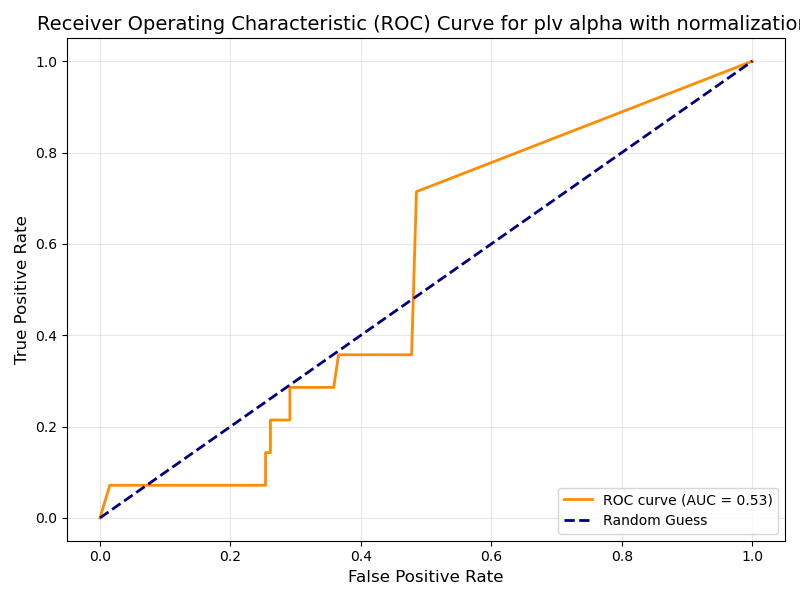 Receiver Operating Characteristic (ROC) Curve for plv alpha with normalization
1.0
0.8
0.6
0.4
0.2
0.0
True Positive Rate
0.0 0.2 0.4 0.6 0.8 1.0
False Positive Rate
ROC curve (AUC = 0.53)
Random Guess